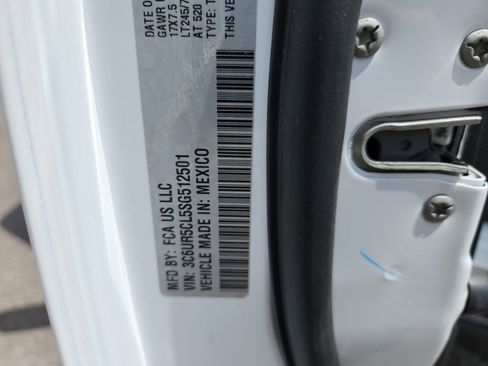 MFD BY: FCA US LLC
VIN: 3C6UR5CL5SG512501
VEHICLE MADE IN: MEXICO
DATE O
GAWR
17X7.5
LT245/7
AT 520
TYPE: T
THIS VE